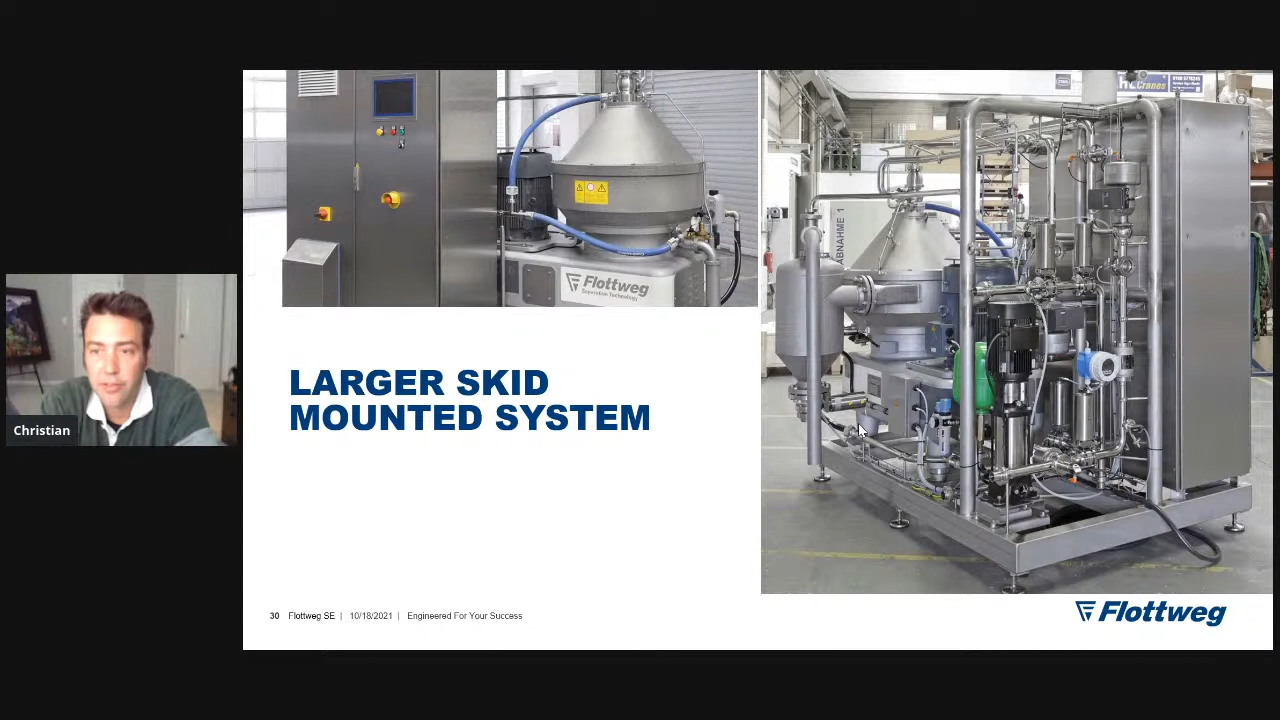 Flottweg
Separation Technology
ABNAHME 1
Cranes
LARGER SKID
MOUNTED SYSTEM
Christian
30 Flottweg SE | 10/18/2021 | Engineered For Your Success
Flottweg